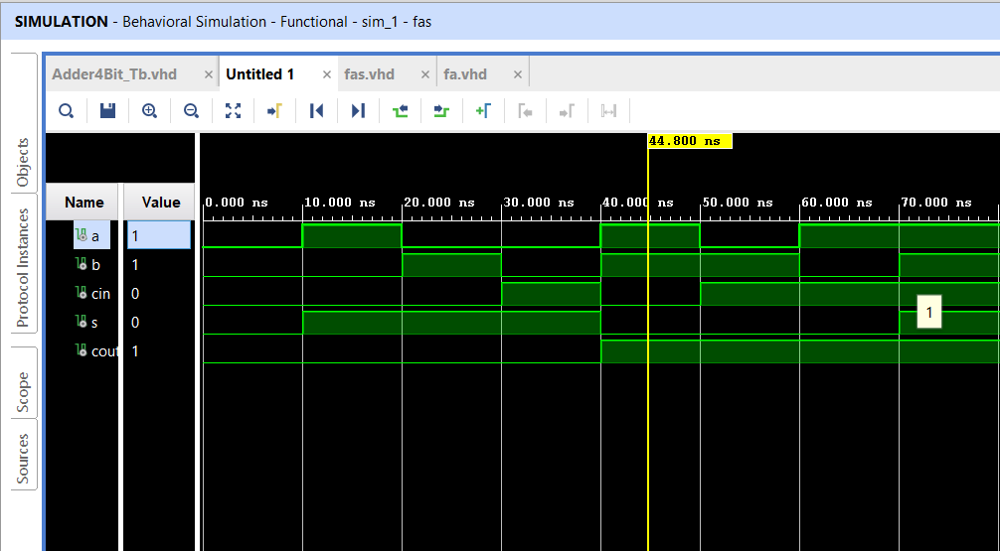 SIMULATION - Behavioral Simulation - Functional - sim_1 - fas
Adder4Bit_Tb.vhd × Untitled 1 × fas.vhd × fa.vhd ×
Objects
Protocol Instances
Scope
Sources
44.800 ns
Name Value
0.000 ns 10.000 ns 20.000 ns 30.000 ns 40.000 ns 50.000 ns 60.000 ns 70.000 ns
a 1
b 1
cin 0
s 0
1
cout 1